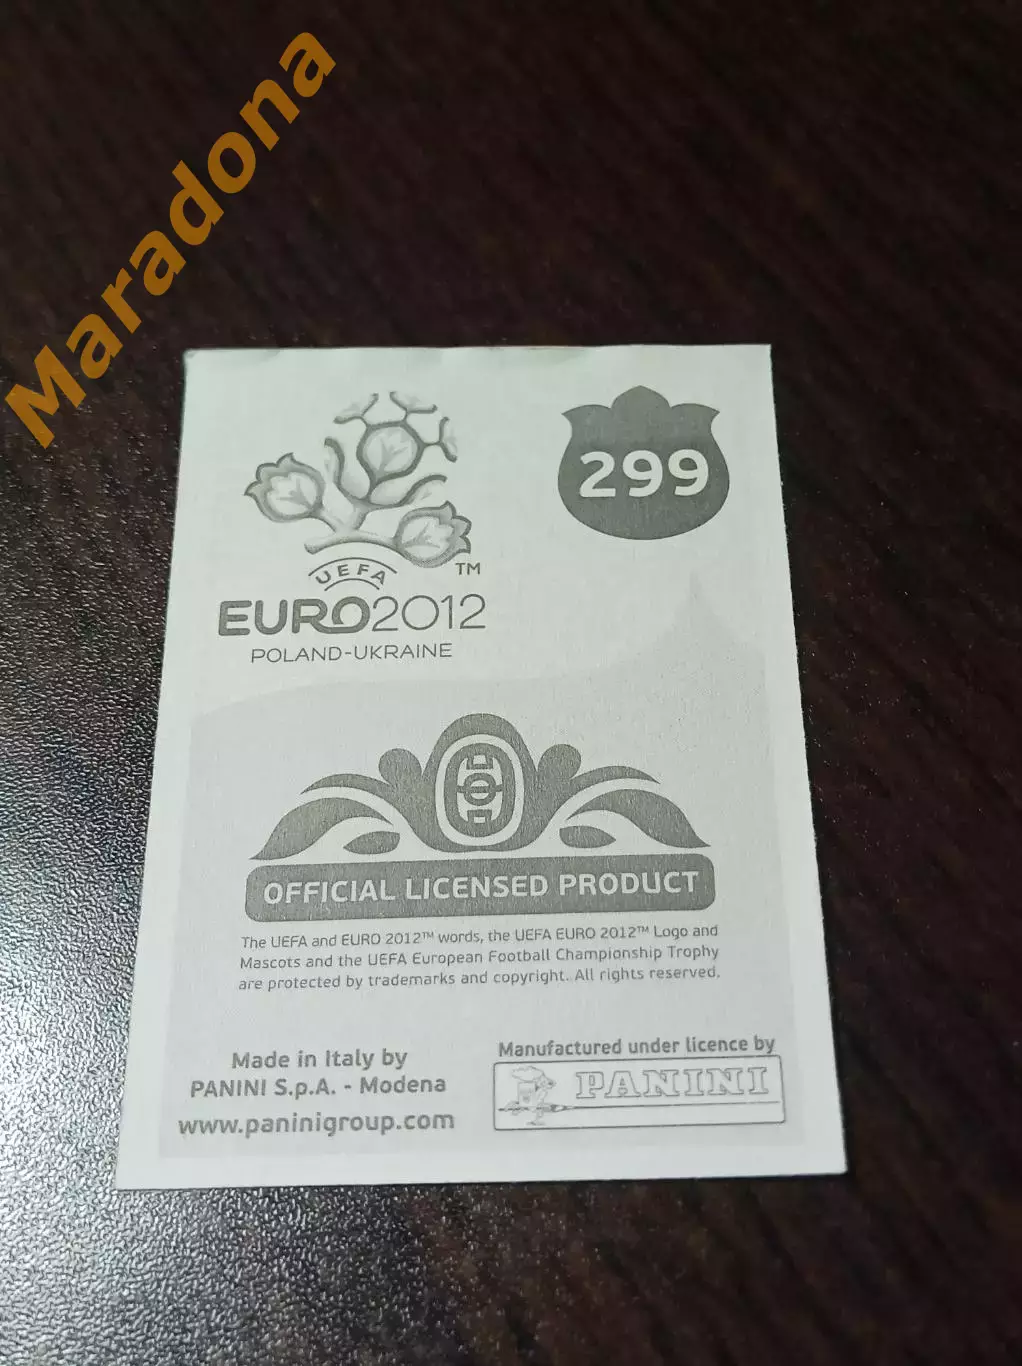 Maradona
299
UEFA
TM
EURO2012
POLAND-UKRAINE
OFFICIAL LICENSED PRODUCT
The UEFA and EURO 2012™ words, the UEFA EURO 2012™ Logo and
Mascots and the UEFA European Football Championship Trophy
are protected by trademarks and copyright. All rights reserved.
Made in Italy by
PANINI S.p.A. - Modena
www.paninigroup.com
Manufactured under licence by
PANINI